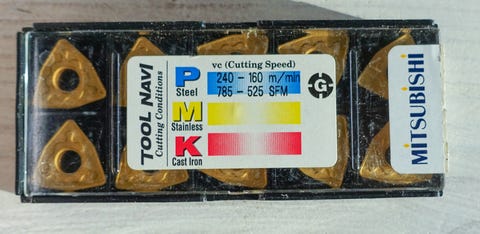 TOOL NAVI
Cutting Conditions
vc (Cutting Speed)
P 240 - 160 m/min
Steel 785 - 525 SFM
M
Stainless
K
Cast Iron
G
MITSUBISHI